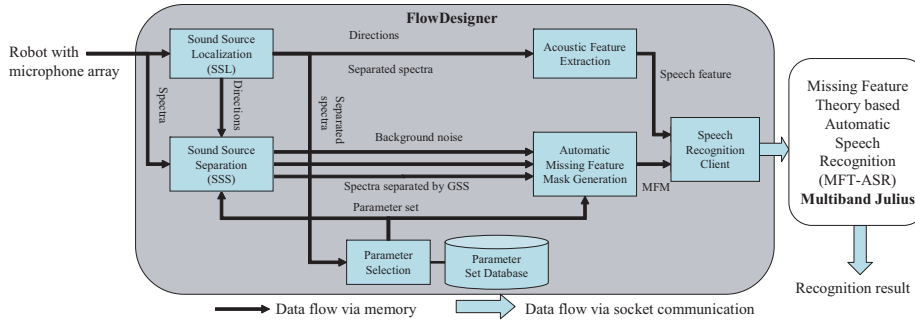 FlowDesigner
Robot with
microphone array
Sound Source
Localization
(SSL)
Directions
Separated spectra
Acoustic Feature
Extraction
Speech feature
Spectra
Directions
Separated
spectra
Sound Source
Separation
(SSS)
Background noise
Spectra separated by GSS
Parameter set
Automatic
Missing Feature
Mask Generation
MFM
Speech
Recognition
Client
Missing Feature
Theory based
Automatic
Speech
Recognition
(MFT-ASR)
Multiband Julius
Parameter
Selection
Parameter
Set Database
Recognition result
Data flow via memory
Data flow via socket communication